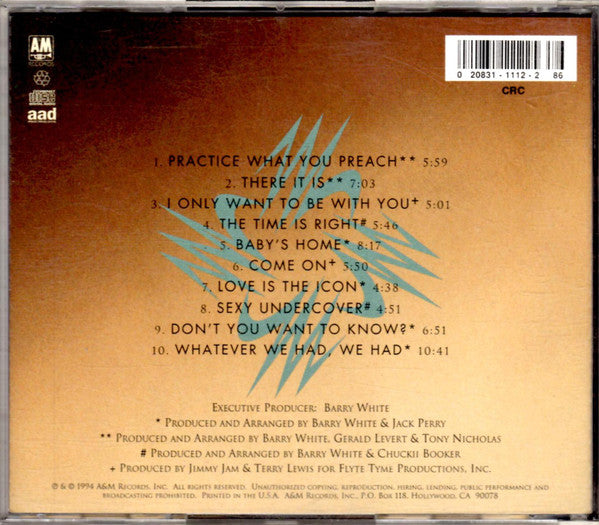 A&M
RECORDS
COMPACT
disc
DIGITAL AUDIO
aad
0 20831-1112-2 86
CRC
1. PRACTICE WHAT YOU PREACH** 5:59
2. THERE IT IS** 7:03
3. I ONLY WANT TO BE WITH YOU+ 5:01
4. THE TIME IS RIGHT# 5:46
5. BABY'S HOME* 8:17
6. COME ON+ 5:50
7. LOVE IS THE ICON* 4:38
8. SEXY UNDERCOVER# 4:51
9. DON'T YOU WANT TO KNOW?* 6:51
10. WHATEVER WE HAD, WE HAD* 10:41
EXECUTIVE PRODUCER: BARRY WHITE
* PRODUCED AND ARRANGED BY BARRY WHITE & JACK PERRY
** PRODUCED AND ARRANGED BY BARRY WHITE, GERALD LEVERT & TONY NICHOLAS
# PRODUCED AND ARRANGED BY BARRY WHITE & CHUCKII BOOKER
+ PRODUCED BY JIMMY JAM & TERRY LEWIS FOR FLYTE TYME PRODUCTIONS, INC.
℗ & © 1994 A&M RECORDS, INC. ALL RIGHTS RESERVED. UNAUTHORIZED COPYING, REPRODUCTION, HIRING, LENDING, PUBLIC PERFORMANCE AND
BROADCASTING PROHIBITED. PRINTED IN THE U.S.A. A&M RECORDS, INC., P.O. BOX 118, HOLLYWOOD, CA 90078